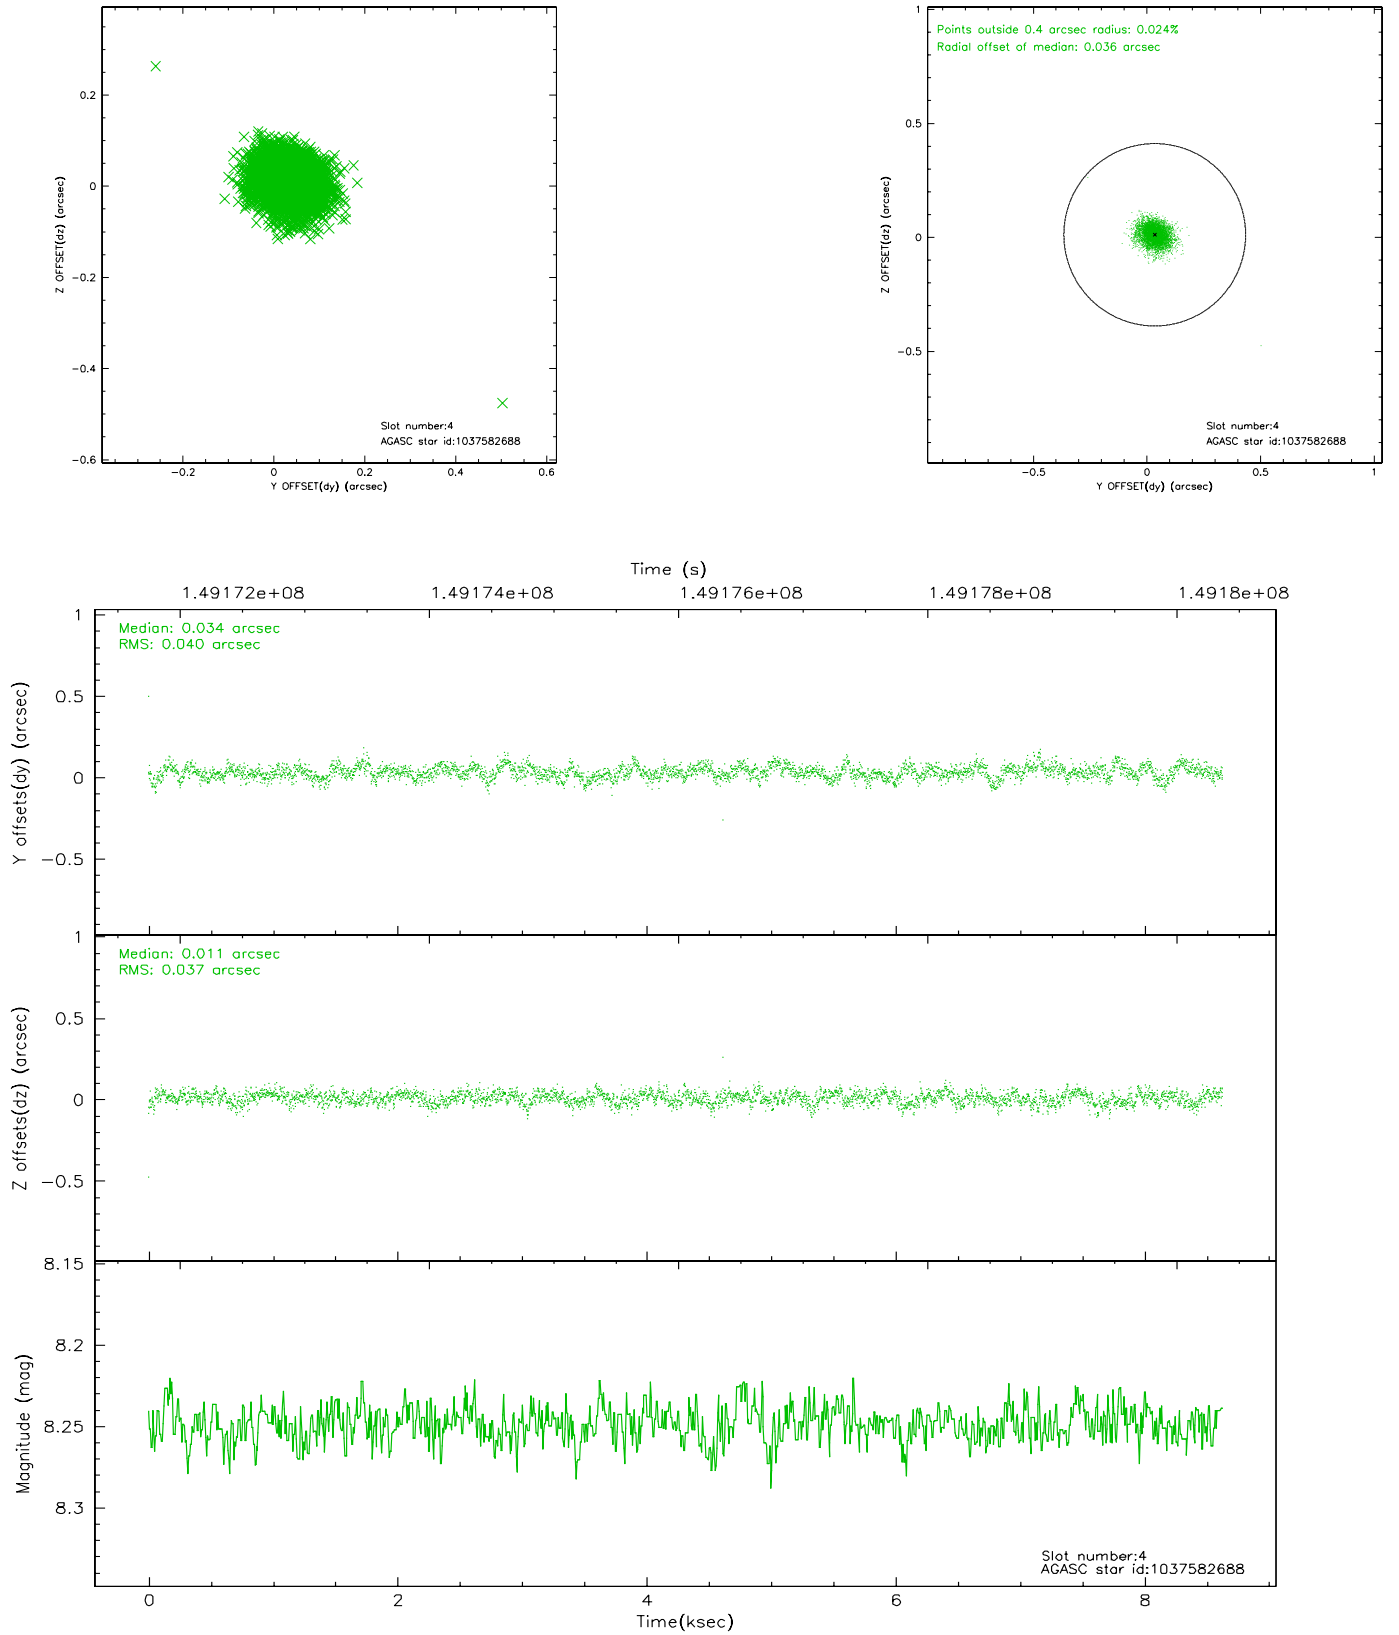 0.2
0
-0.2
-0.4
-0.6
Z OFFSET(dz) (arcsec)
-0.2 0 0.2 0.4 0.6
Y OFFSET(dy) (arcsec)
Slot number:4
AGASC star id:1037582688
Points outside 0.4 arcsec radius: 0.024%
Radial offset of median: 0.036 arcsec
1
0.5
0
-0.5
Z OFFSET(dz) (arcsec)
-0.5 0 0.5 1
Y OFFSET(dy) (arcsec)
Slot number:4
AGASC star id:1037582688
Time (s)
1.49172e+08 1.49174e+08 1.49176e+08 1.49178e+08 1.4918e+08
Median: 0.034 arcsec
RMS: 0.040 arcsec
1
0.5
0
-0.5
Y offsets(dy) (arcsec)
Median: 0.011 arcsec
RMS: 0.037 arcsec
1
0.5
0
-0.5
Z offsets(dz) (arcsec)
8.15
8.2
8.25
8.3
Magnitude (mag)
Slot number:4
AGASC star id:1037582688
0 2 4 6 8
Time(ksec)